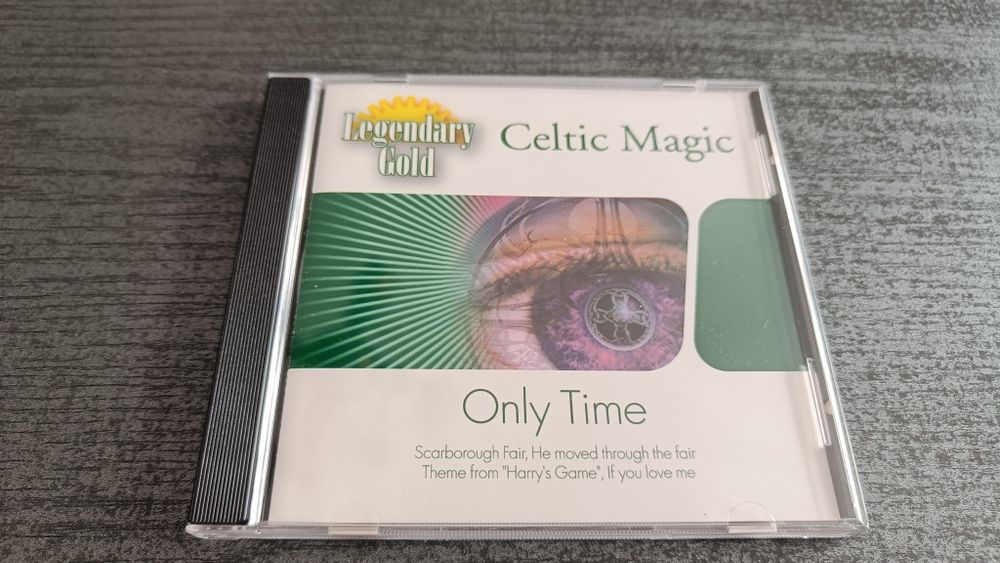 Legendary
Gold
Celtic Magic
Only Time
Scarborough Fair, He moved through the fair
Theme from "Harry's Game", If you love me